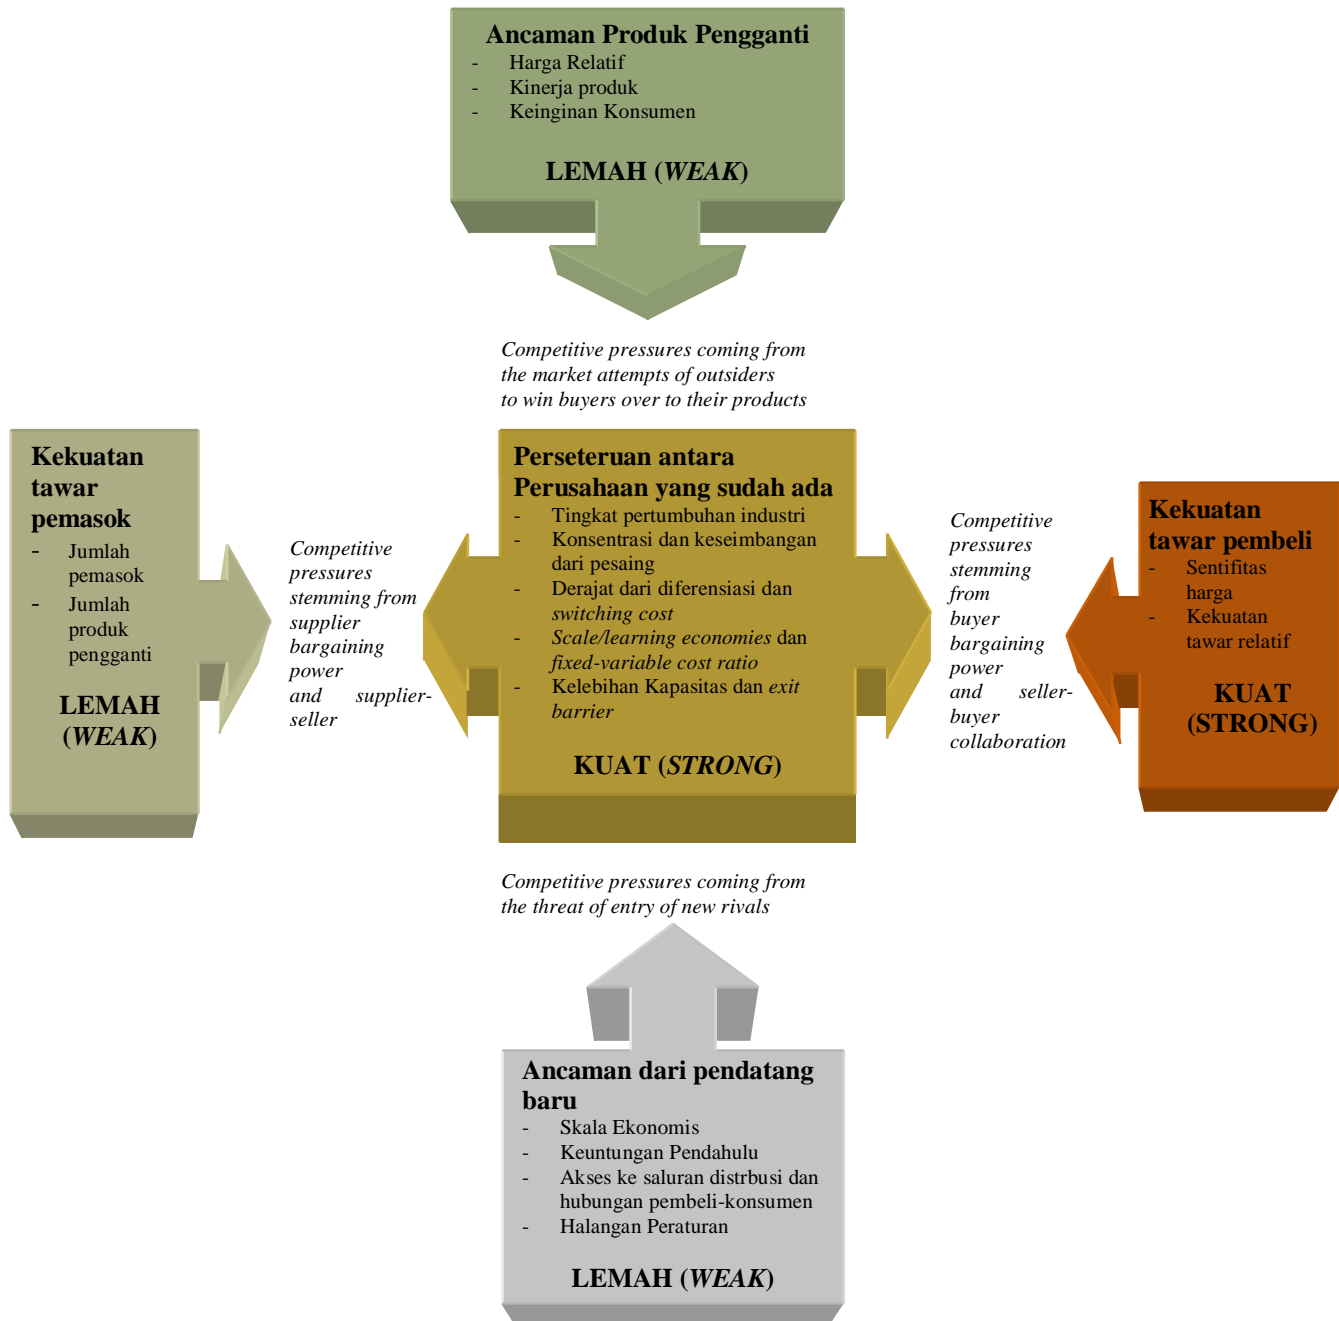 Ancaman Produk Pengganti
- Harga Relatif
- Kinerja produk
- Keinginan Konsumen
LEMAH (WEAK)
Competitive pressures coming from
the market attempts of outsiders
to win buyers over to their products
Kekuatan
tawar
pemasok
- Jumlah
pemasok
- Jumlah
produk
pengganti
LEMAH
(WEAK)
Competitive
pressures
stemming from
supplier
bargaining
power
and supplier-
seller
Perseteruan antara
Perusahaan yang sudah ada
- Tingkat pertumbuhan industri
- Konsentrasi dan keseimbangan
dari pesaing
- Derajat dari diferensiasi dan
switching cost
- Scale/learning economies dan
fixed-variable cost ratio
- Kelebihan Kapasitas dan exit
barrier
KUAT (STRONG)
Competitive
pressures
stemming
from
buyer
bargaining
power
and seller-
buyer
collaboration
Kekuatan
tawar pembeli
- Sentifitas
harga
- Kekuatan
tawar relatif
KUAT
(STRONG)
Competitive pressures coming from
the threat of entry of new rivals
Ancaman dari pendatang
baru
- Skala Ekonomis
- Keuntungan Pendahulu
- Akses ke saluran distrbusi dan
hubungan pembeli-konsumen
- Halangan Peraturan
LEMAH (WEAK)